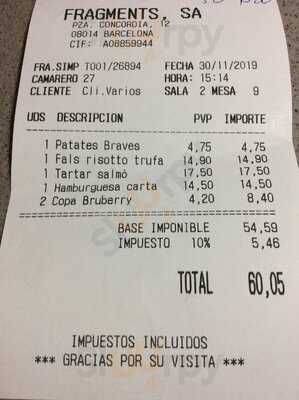 FRAGMENTS, SA
PZA. CONCORDIA, 12
08014 BARCELONA
CIF: A08859944
FRA.SIMP T001/26894 FECHA 30/11/2019
CAMARERO 27 HORA: 15:14
CLIENTE Cli.Varios SALA 2 MESA 9
UDS DESCRIPCION PVP IMPORTE
1 Patates Braves 4,75 4,75
1 Fals risotto trufa 14,90 14,90
1 Tartar salmó 17,50 17,50
1 Hamburguesa carta 14,50 14,50
2 Copa Bruberry 4,20 8,40
BASE IMPONIBLE 54,59
IMPUESTO 10% 5,46
TOTAL 60,05
IMPUESTOS INCLUIDOS
*** GRACIAS POR SU VISITA ***